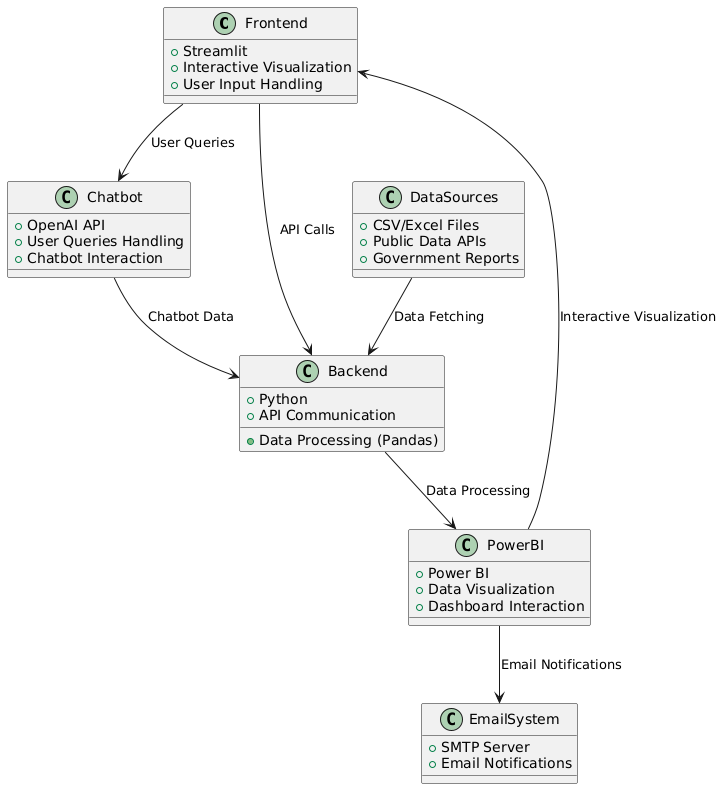 C Frontend
Streamlit
Interactive Visualization
User Input Handling
User Queries
C Chatbot
OpenAI API
User Queries Handling
Chatbot Interaction
API Calls
C DataSources
CSV/Excel Files
Public Data APIs
Government Reports
Chatbot Data
Data Fetching
Interactive Visualization
C Backend
Python
API Communication
Data Processing (Pandas)
Data Processing
C PowerBI
Power BI
Data Visualization
Dashboard Interaction
Email Notifications
C EmailSystem
SMTP Server
Email Notifications